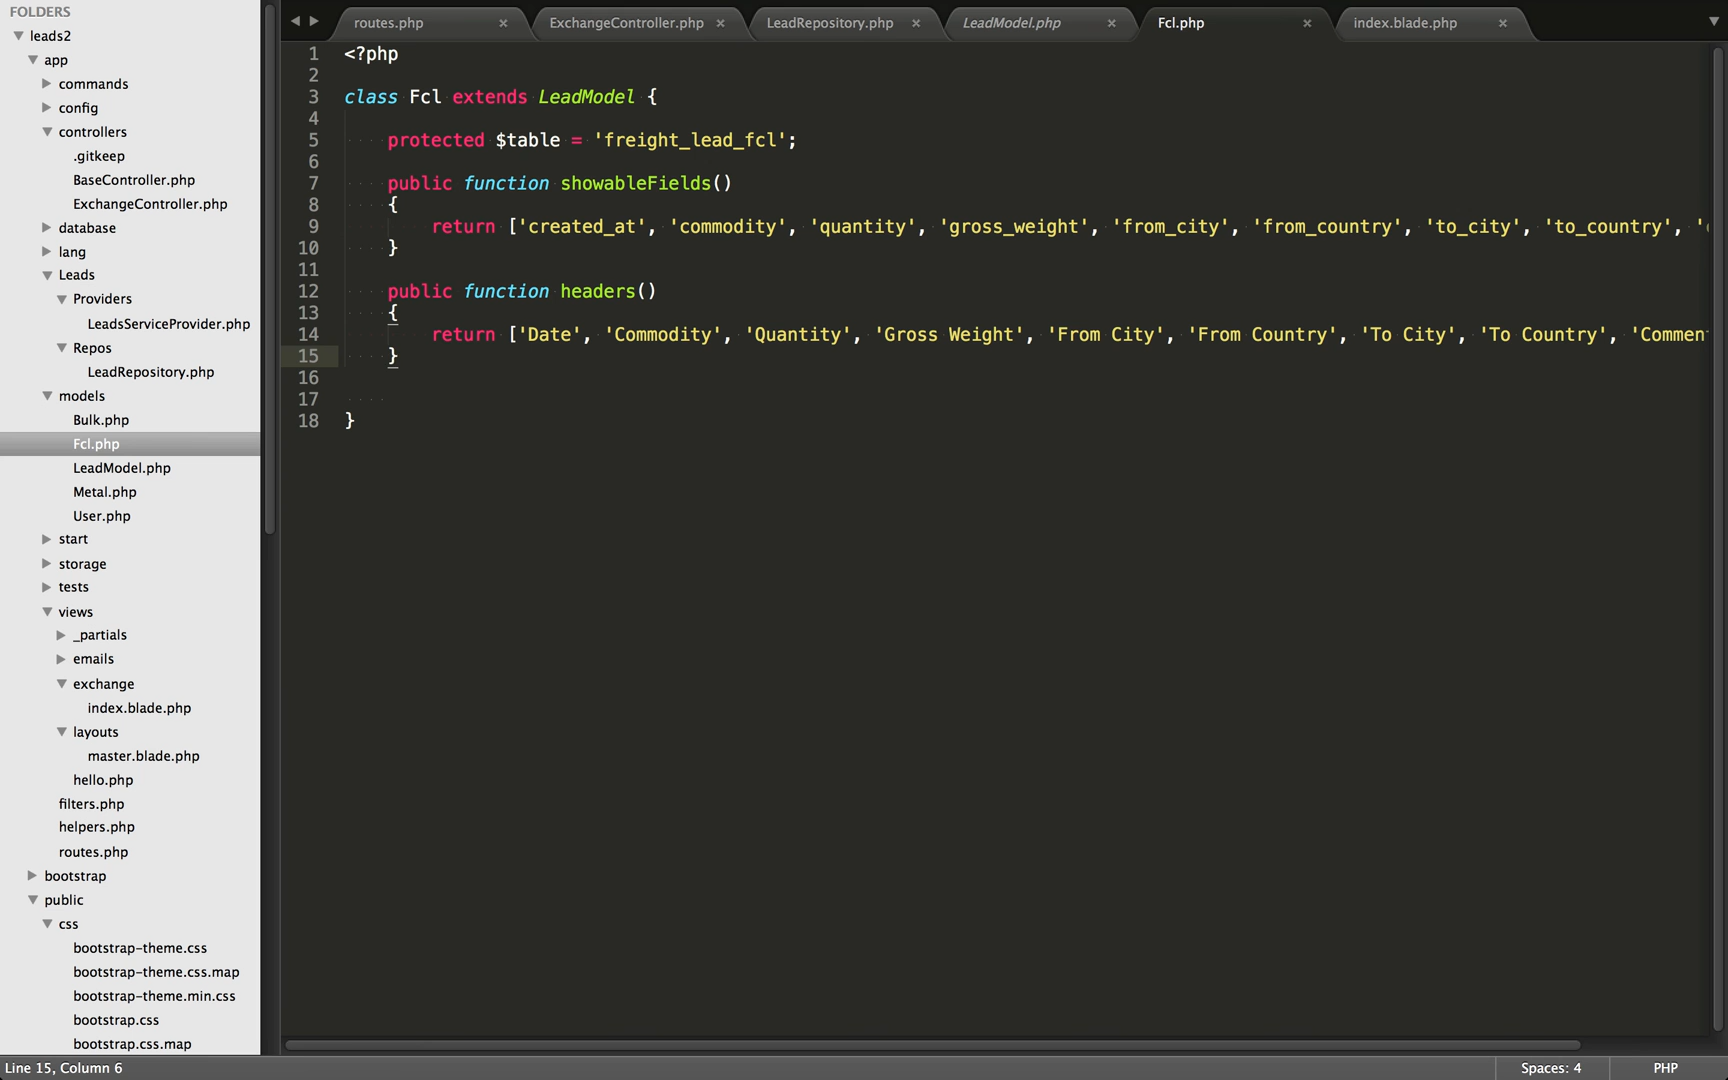 FOLDERS
leads2
app
commands
config
controllers
.gitkeep
BaseController.php
ExchangeController.php
database
lang
Leads
Providers
LeadsServiceProvider.php
Repos
LeadRepository.php
models
Bulk.php
Fcl.php
LeadModel.php
Metal.php
User.php
start
storage
tests
views
_partials
emails
exchange
index.blade.php
layouts
master.blade.php
hello.php
filters.php
helpers.php
routes.php
bootstrap
public
css
bootstrap-theme.css
bootstrap-theme.css.map
bootstrap-theme.min.css
bootstrap.css
bootstrap.css.map
routes.php × ExchangeController.php × LeadRepository.php × LeadModel.php × Fcl.php × index.blade.php ×
1 <?php
2
3 class Fcl extends LeadModel {
4
5 protected $table = 'freight_lead_fcl';
6
7 public function showableFields()
8 {
9 return ['created_at', 'commodity', 'quantity', 'gross_weight', 'from_city', 'from_country', 'to_city', 'to_country', '
10 }
11
12 public function headers()
13 {
14 return ['Date', 'Commodity', 'Quantity', 'Gross Weight', 'From City', 'From Country', 'To City', 'To Country', 'Commen
15 }
16
17
18 }
Line 15, Column 6 Spaces: 4 PHP